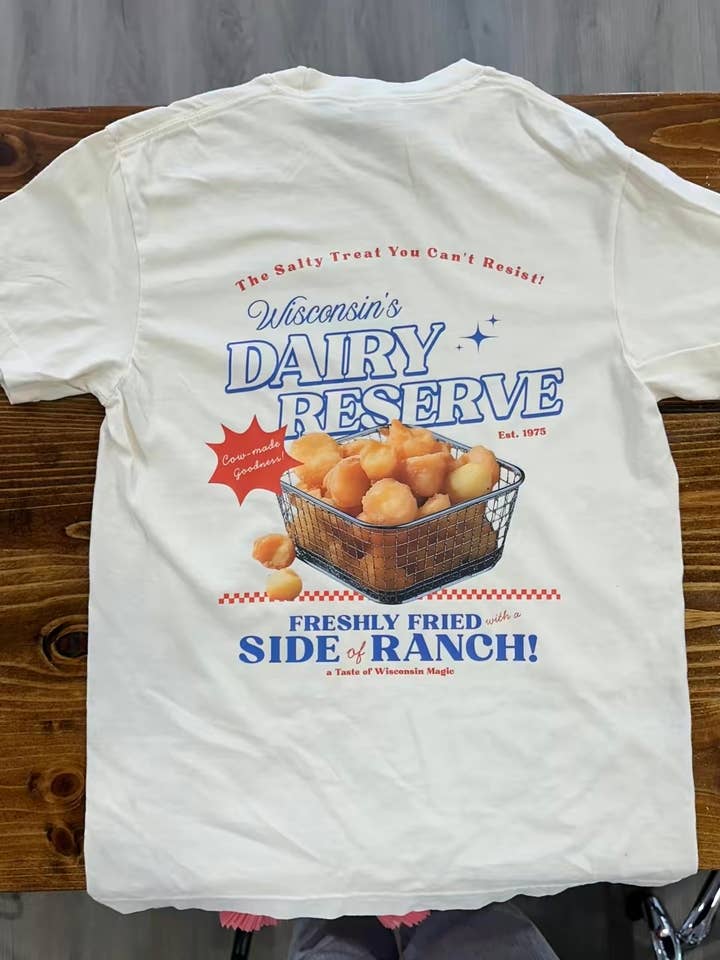 The Salty Treat You Can't Resist!
Wisconsin's
DAIRY
RESERVE
Est. 1975
Cow-made
Goodness!
FRESHLY FRIED with a
SIDE of RANCH!
a Taste of Wisconsin Magic